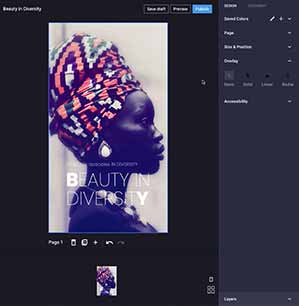 Beauty in Diversity
Save draft
Preview
Publish
DESIGN
DOCUMENT
Saved Colors
Page
Size & Position
Overlay
None
Solid
Linear
Radial
Accessibility
IN DIVERSITY
BEAUTY IN
DIVERSITY
Page 1
Layers